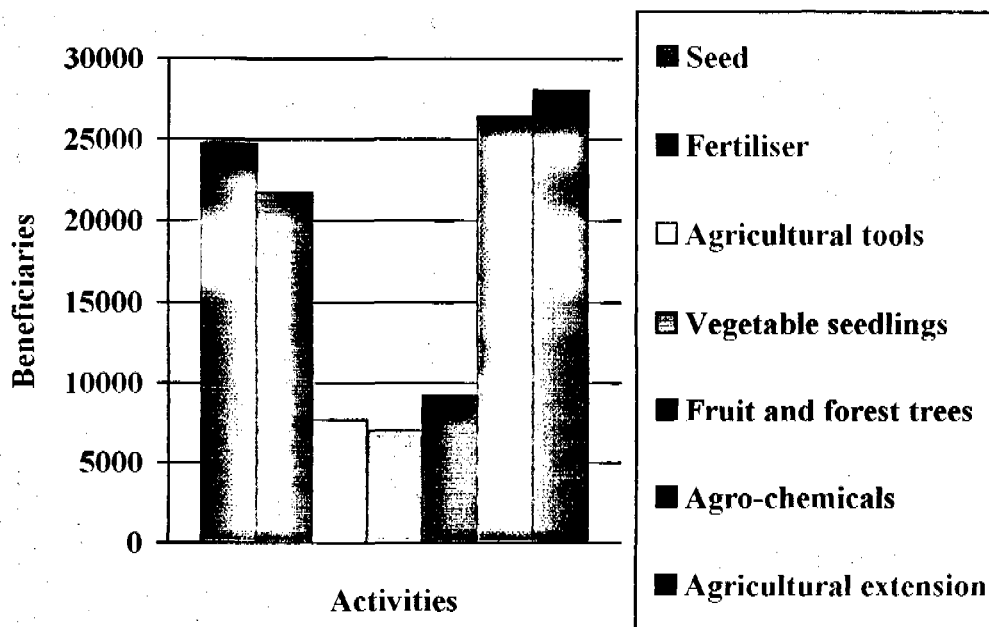 30000
25000
20000
15000
10000
5000
0
Beneficiaries
Activities
Seed
Fertiliser
Agricultural tools
Vegetable seedlings
Fruit and forest trees
Agro-chemicals
Agricultural extension